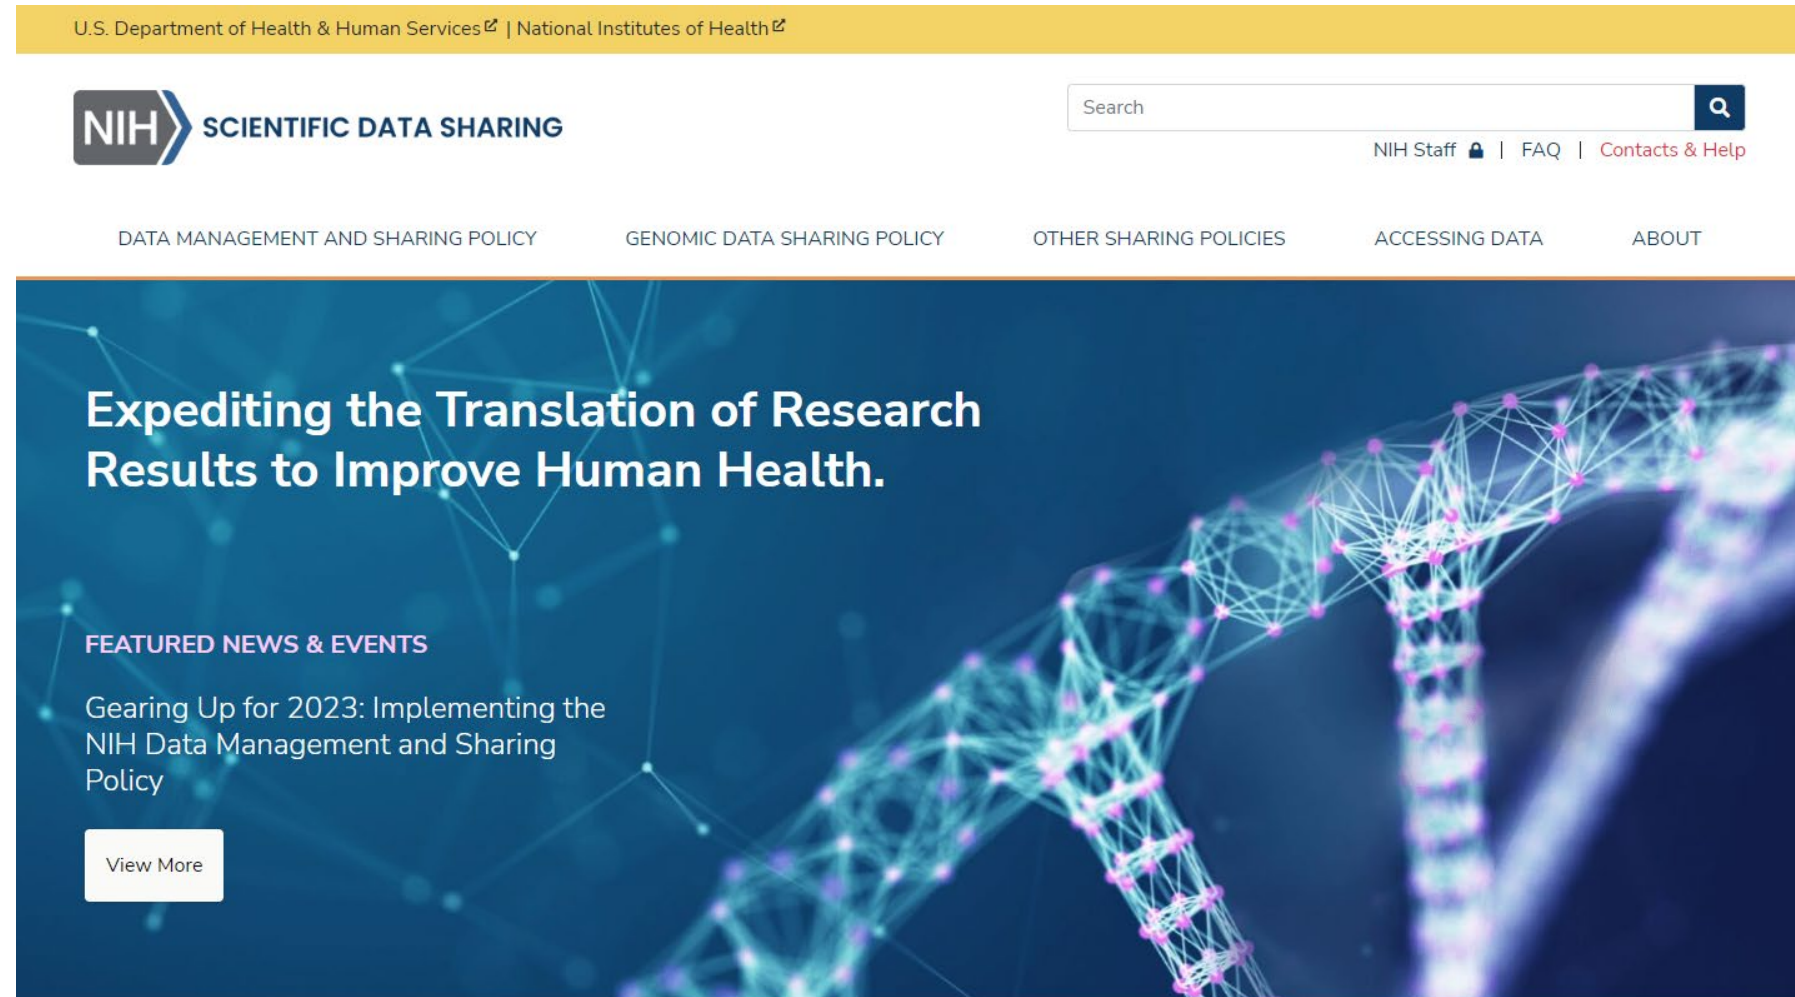 U.S. Department of Health & Human Services | National Institutes of Health
NIH SCIENTIFIC DATA SHARING
Search
NIH Staff | FAQ | Contacts & Help
DATA MANAGEMENT AND SHARING POLICY GENOMIC DATA SHARING POLICY OTHER SHARING POLICIES ACCESSING DATA ABOUT
Expediting the Translation of Research
Results to Improve Human Health.
FEATURED NEWS & EVENTS
Gearing Up for 2023: Implementing the
NIH Data Management and Sharing
Policy
View More